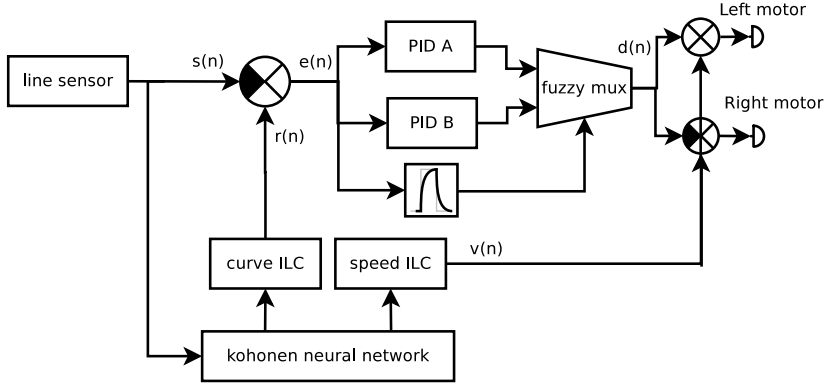 Left motor
s(n)
e(n)
PID A
d(n)
line sensor
fuzzy mux
Right motor
PID B
r(n)
curve ILC
speed ILC
v(n)
kohonen neural network